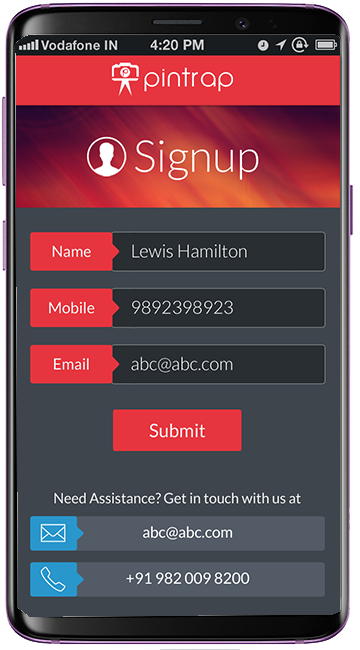 Vodafone IN 4:20 PM
pintrap
Signup
Name Lewis Hamilton
Mobile 9892398923
Email abc@abc.com
Submit
Need Assistance? Get in touch with us at
abc@abc.com
+91 982 009 8200